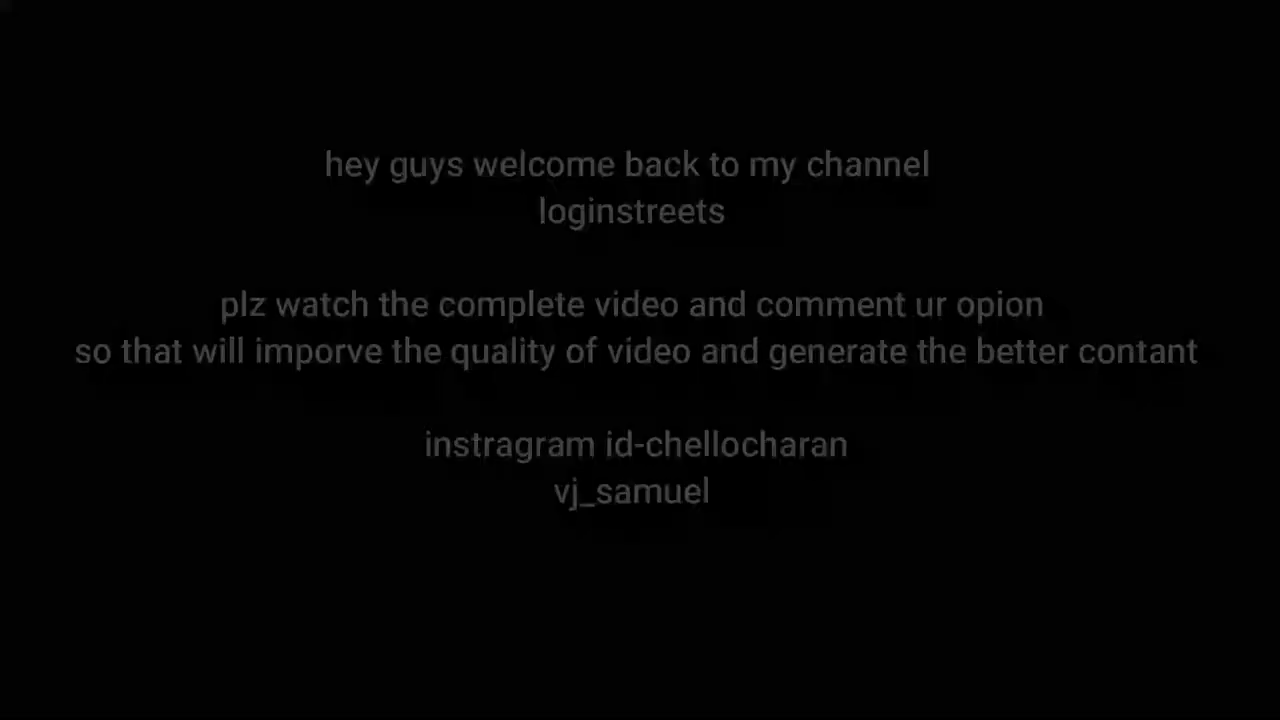 hey guys welcome back to my channel
loginstreets
plz watch the complete video and comment ur opion
so that will imporve the quality of video and generate the better contant
instragram id-chellocharan
vj_samuel